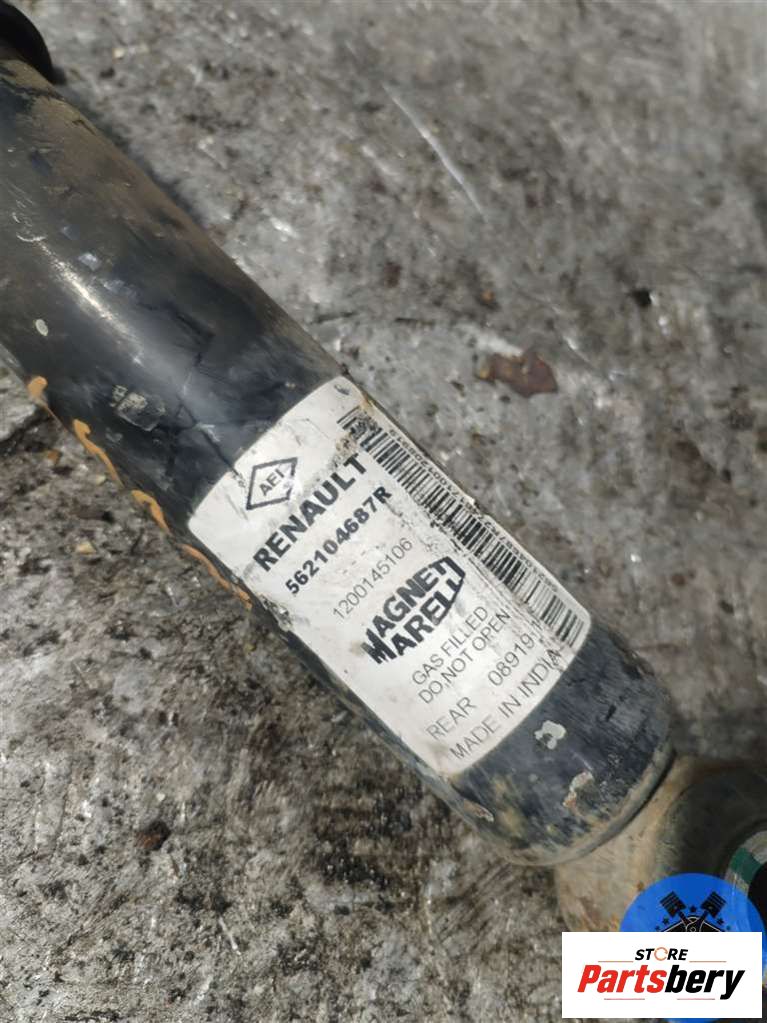 AEI
RENAULT
562104687R
1200145106
MAGNETI
MARELLI
GAS FILLED
DO NOT OPEN
REAR 08919
MADE IN INDIA
STORE
Partsbery